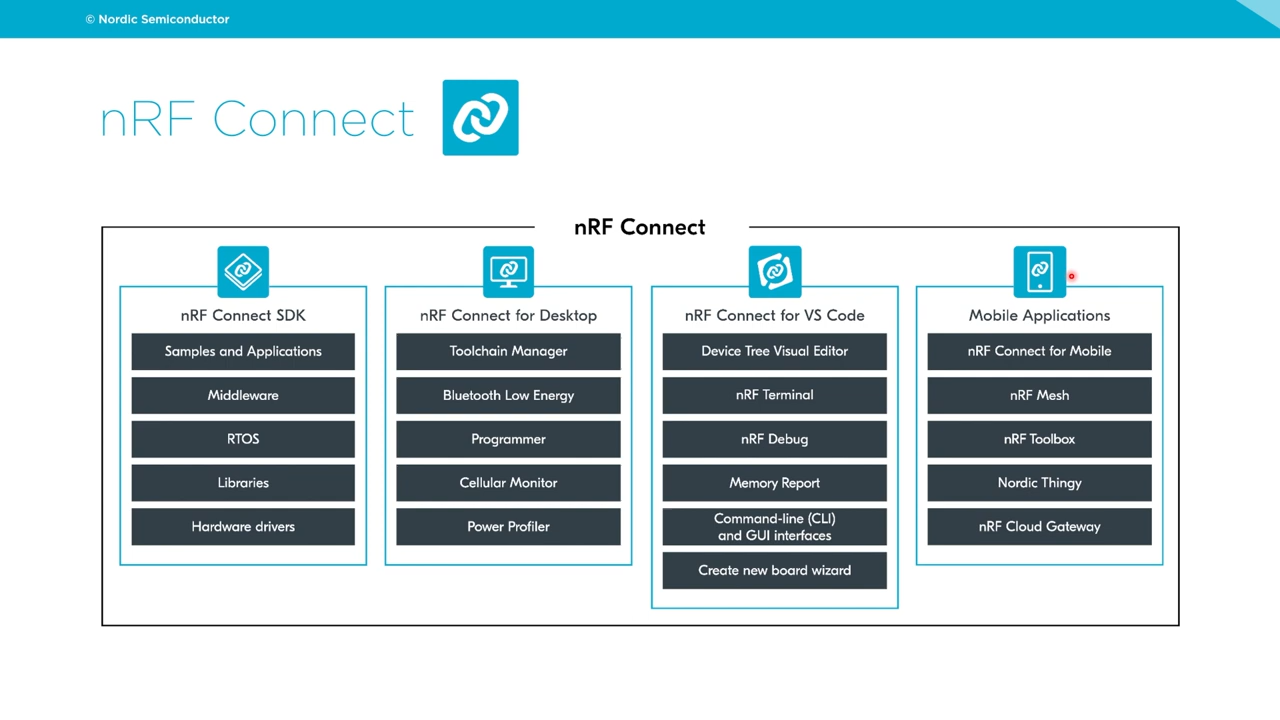 © Nordic Semiconductor
nRF Connect
nRF Connect
nRF Connect SDK
Samples and Applications
Middleware
RTOS
Libraries
Hardware drivers
nRF Connect for Desktop
Toolchain Manager
Bluetooth Low Energy
Programmer
Cellular Monitor
Power Profiler
nRF Connect for VS Code
Device Tree Visual Editor
nRF Terminal
nRF Debug
Memory Report
Command-line (CLI)
and GUI interfaces
Create new board wizard
Mobile Applications
nRF Connect for Mobile
nRF Mesh
nRF Toolbox
Nordic Thingy
nRF Cloud Gateway